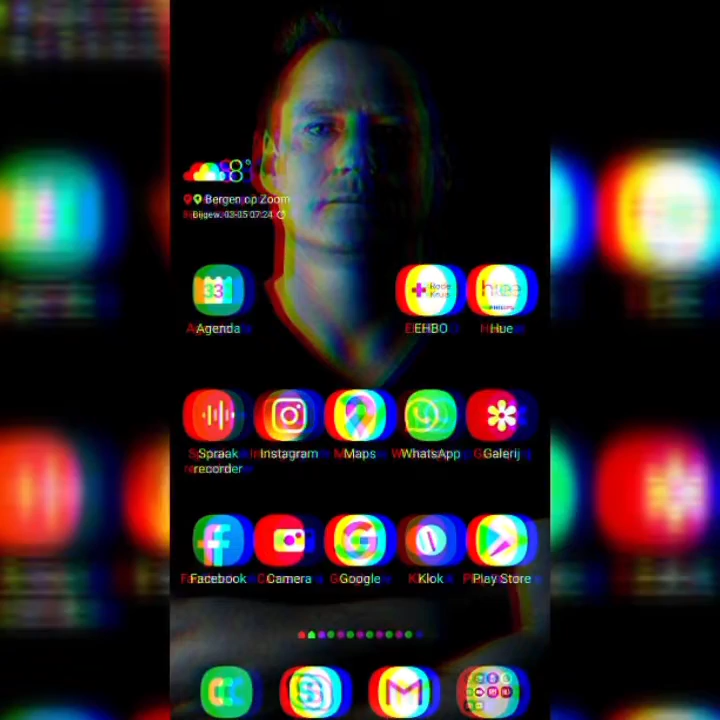 8°
Bergen op Zoom
Bijgew. 03-05 07:24
Agenda EHBO Hue
Spraak recorder Instagram Maps WhatsApp Galerij
Facebook Camera Google Klok Play Store